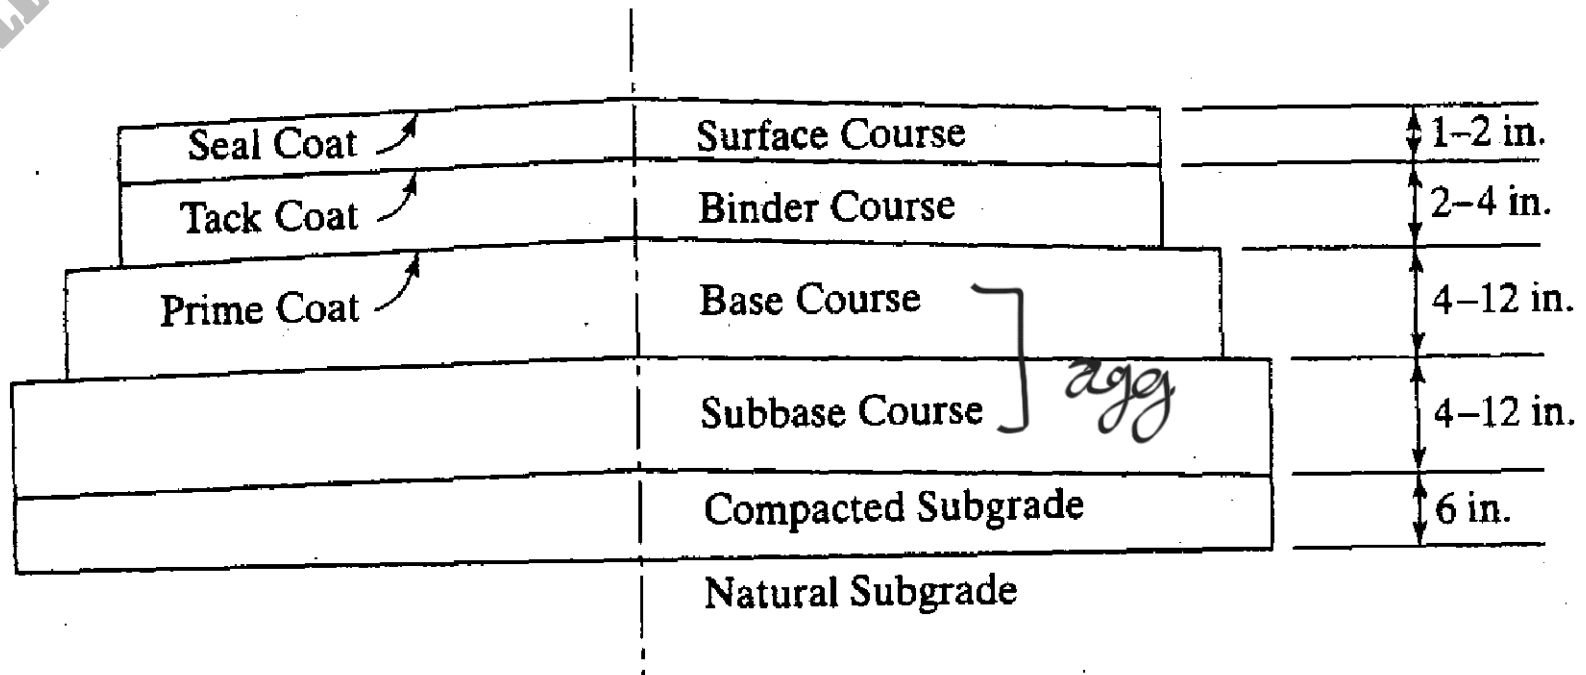 Seal Coat
Surface Course
1–2 in.
Tack Coat
Binder Course
2–4 in.
Prime Coat
Base Course
4–12 in.
agg
Subbase Course
4–12 in.
Compacted Subgrade
6 in.
Natural Subgrade